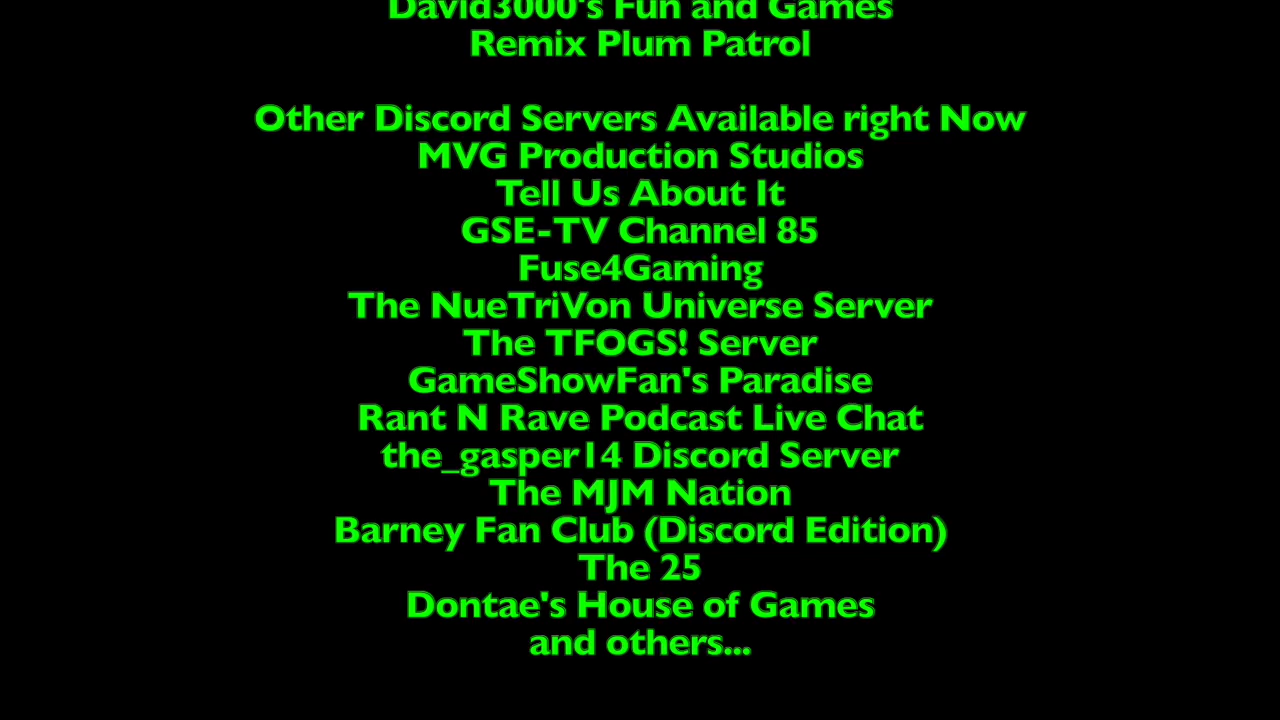 David3000's Fun and Games
Remix Plum Patrol
Other Discord Servers Available right Now
MVG Production Studios
Tell Us About It
GSE-TV Channel 85
Fuse4Gaming
The NueTriVon Universe Server
The TFOGS! Server
GameShowFan's Paradise
Rant N Rave Podcast Live Chat
the_gasper14 Discord Server
The MJM Nation
Barney Fan Club (Discord Edition)
The 25
Dontae's House of Games
and others...